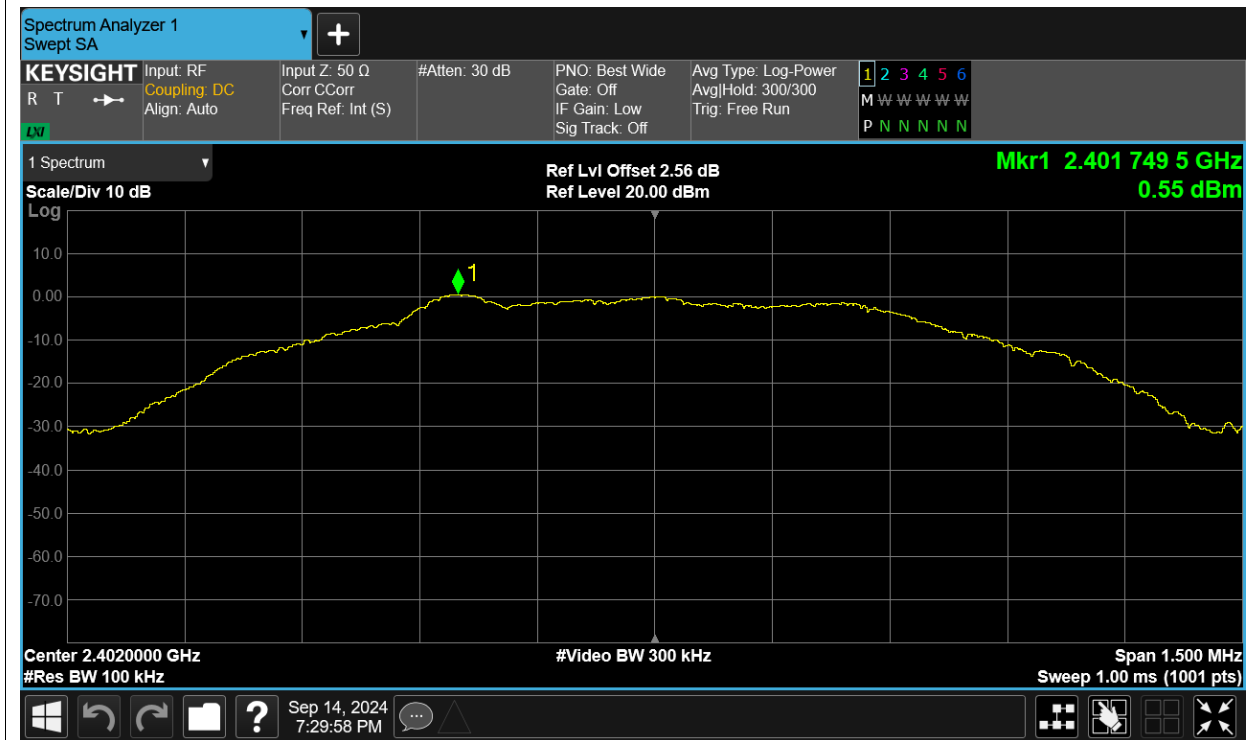 Spectrum Analyzer 1
Swept SA
KEYSIGHT
R T
LXI
Input: RF
Coupling: DC
Align: Auto
Input Z: 50 Ω
Corr CCorr
Freq Ref: Int (S)
#Atten: 30 dB
PNO: Best Wide
Gate: Off
IF Gain: Low
Sig Track: Off
Avg Type: Log-Power
Avg|Hold: 300/300
Trig: Free Run
1 2 3 4 5 6
M W W W W W
P N N N N N
1 Spectrum
Scale/Div 10 dB
Log
Ref Lvl Offset 2.56 dB
Ref Level 20.00 dBm
Mkr1 2.401 749 5 GHz
0.55 dBm
10.0
1
0.00
-10.0
-20.0
-30.0
-40.0
-50.0
-60.0
-70.0
Center 2.4020000 GHz
#Res BW 100 kHz
#Video BW 300 kHz
Span 1.500 MHz
Sweep 1.00 ms (1001 pts)
?
Sep 14, 2024
7:29:58 PM